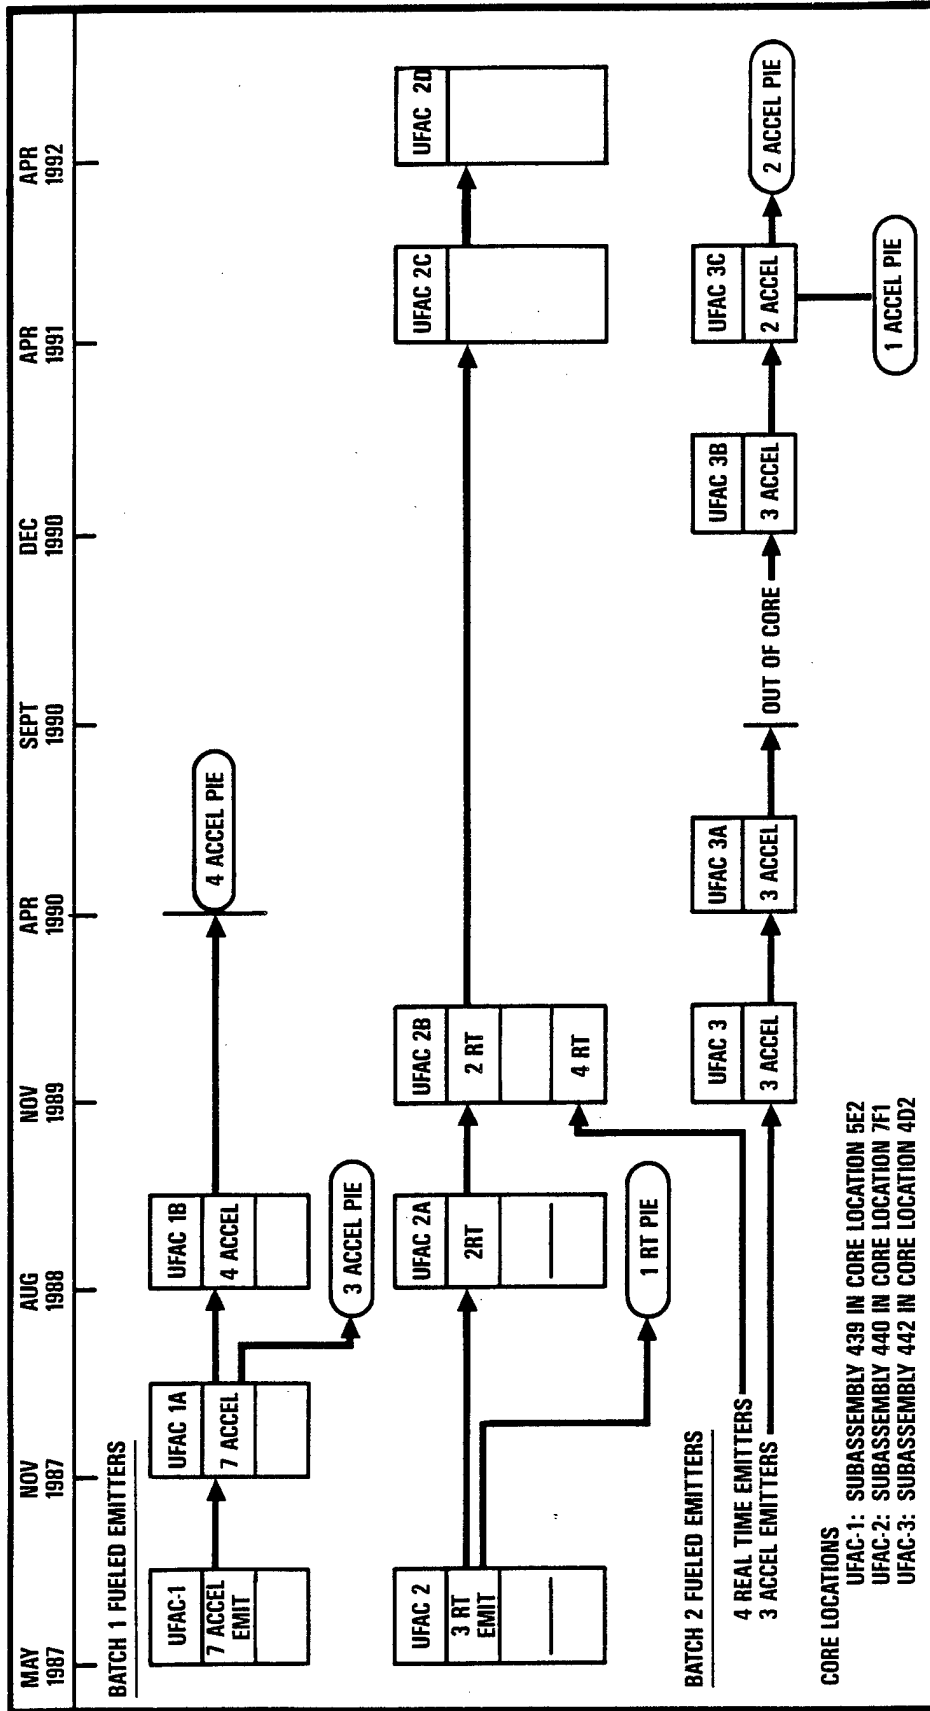 MAY 1987
NOV 1987
AUG 1988
NOV 1989
APR 1990
SEPT 1990
DEC 1990
APR 1991
APR 1992
BATCH 1 FUELED EMITTERS
UFAC-1
7 ACCEL
EMIT
UFAC 1A
7 ACCEL
UFAC 1B
4 ACCEL
4 ACCEL PIE
3 ACCEL PIE
UFAC 2
3 RT
EMIT
UFAC 2A
2RT
UFAC 2B
2 RT
4 RT
UFAC 2C
UFAC 2D
1 RT PIE
BATCH 2 FUELED EMITTERS
4 REAL TIME EMITTERS
3 ACCEL EMITTERS
UFAC 3
3 ACCEL
UFAC 3A
3 ACCEL
OUT OF CORE
UFAC 3B
3 ACCEL
UFAC 3C
2 ACCEL
2 ACCEL PIE
1 ACCEL PIE
CORE LOCATIONS
UFAC-1: SUBASSEMBLY 439 IN CORE LOCATION 5E2
UFAC-2: SUBASSEMBLY 440 IN CORE LOCATION 7F1
UFAC-3: SUBASSEMBLY 442 IN CORE LOCATION 4D2